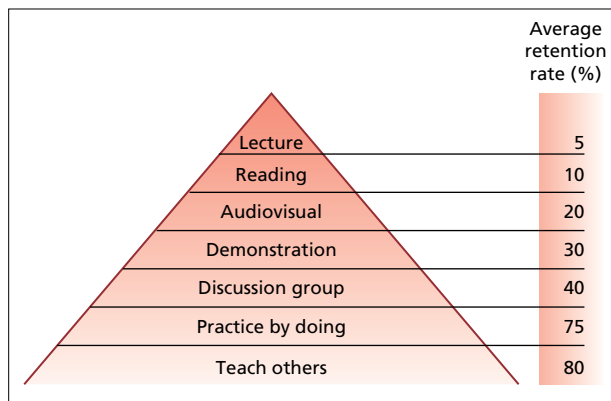 Average
retention
rate (%)
Lecture 5
Reading 10
Audiovisual 20
Demonstration 30
Discussion group 40
Practice by doing 75
Teach others 80